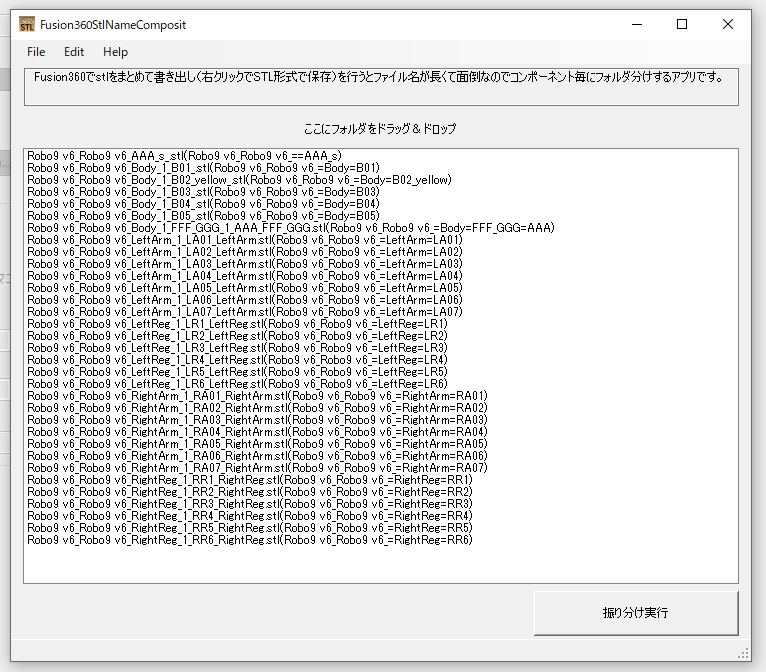 STL Fusion360StlNameComposit
File Edit Help
Fusion360でstlをまとめて書き出し(右クリックでSTL形式で保存)を行うとファイル名が長くて面倒なのでコンポーネント毎にフォルダ分けするアプリです。
ここにフォルダをドラッグ＆ドロップ
Robo9 v6_Robo9 v6_AAA_s_.stl(Robo9 v6_Robo9 v6_==AAA_s)
Robo9 v6_Robo9 v6_Body_1_B01_.stl(Robo9 v6_Robo9 v6_=Body=B01)
Robo9 v6_Robo9 v6_Body_1_B02_yellow_.stl(Robo9 v6_Robo9 v6_=Body=B02_yellow)
Robo9 v6_Robo9 v6_Body_1_B03_.stl(Robo9 v6_Robo9 v6_=Body=B03)
Robo9 v6_Robo9 v6_Body_1_B04_.stl(Robo9 v6_Robo9 v6_=Body=B04)
Robo9 v6_Robo9 v6_Body_1_B05_.stl(Robo9 v6_Robo9 v6_=Body=B05)
Robo9 v6_Robo9 v6_Body_1_FFF_GGG_1_AAA_FFF_GGG.stl(Robo9 v6_Robo9 v6_=Body=FFF_GGG=AAA)
Robo9 v6_Robo9 v6_LeftArm_1_LA01_LeftArm.stl(Robo9 v6_Robo9 v6_=LeftArm=LA01)
Robo9 v6_Robo9 v6_LeftArm_1_LA02_LeftArm.stl(Robo9 v6_Robo9 v6_=LeftArm=LA02)
Robo9 v6_Robo9 v6_LeftArm_1_LA03_LeftArm.stl(Robo9 v6_Robo9 v6_=LeftArm=LA03)
Robo9 v6_Robo9 v6_LeftArm_1_LA04_LeftArm.stl(Robo9 v6_Robo9 v6_=LeftArm=LA04)
Robo9 v6_Robo9 v6_LeftArm_1_LA05_LeftArm.stl(Robo9 v6_Robo9 v6_=LeftArm=LA05)
Robo9 v6_Robo9 v6_LeftArm_1_LA06_LeftArm.stl(Robo9 v6_Robo9 v6_=LeftArm=LA06)
Robo9 v6_Robo9 v6_LeftArm_1_LA07_LeftArm.stl(Robo9 v6_Robo9 v6_=LeftArm=LA07)
Robo9 v6_Robo9 v6_LeftReg_1_LR1_LeftReg.stl(Robo9 v6_Robo9 v6_=LeftReg=LR1)
Robo9 v6_Robo9 v6_LeftReg_1_LR2_LeftReg.stl(Robo9 v6_Robo9 v6_=LeftReg=LR2)
Robo9 v6_Robo9 v6_LeftReg_1_LR3_LeftReg.stl(Robo9 v6_Robo9 v6_=LeftReg=LR3)
Robo9 v6_Robo9 v6_LeftReg_1_LR4_LeftReg.stl(Robo9 v6_Robo9 v6_=LeftReg=LR4)
Robo9 v6_Robo9 v6_LeftReg_1_LR5_LeftReg.stl(Robo9 v6_Robo9 v6_=LeftReg=LR5)
Robo9 v6_Robo9 v6_LeftReg_1_LR6_LeftReg.stl(Robo9 v6_Robo9 v6_=LeftReg=LR6)
Robo9 v6_Robo9 v6_RightArm_1_RA01_RightArm.stl(Robo9 v6_Robo9 v6_=RightArm=RA01)
Robo9 v6_Robo9 v6_RightArm_1_RA02_RightArm.stl(Robo9 v6_Robo9 v6_=RightArm=RA02)
Robo9 v6_Robo9 v6_RightArm_1_RA03_RightArm.stl(Robo9 v6_Robo9 v6_=RightArm=RA03)
Robo9 v6_Robo9 v6_RightArm_1_RA04_RightArm.stl(Robo9 v6_Robo9 v6_=RightArm=RA04)
Robo9 v6_Robo9 v6_RightArm_1_RA05_RightArm.stl(Robo9 v6_Robo9 v6_=RightArm=RA05)
Robo9 v6_Robo9 v6_RightArm_1_RA06_RightArm.stl(Robo9 v6_Robo9 v6_=RightArm=RA06)
Robo9 v6_Robo9 v6_RightArm_1_RA07_RightArm.stl(Robo9 v6_Robo9 v6_=RightArm=RA07)
Robo9 v6_Robo9 v6_RightReg_1_RR1_RightReg.stl(Robo9 v6_Robo9 v6_=RightReg=RR1)
Robo9 v6_Robo9 v6_RightReg_1_RR2_RightReg.stl(Robo9 v6_Robo9 v6_=RightReg=RR2)
Robo9 v6_Robo9 v6_RightReg_1_RR3_RightReg.stl(Robo9 v6_Robo9 v6_=RightReg=RR3)
Robo9 v6_Robo9 v6_RightReg_1_RR4_RightReg.stl(Robo9 v6_Robo9 v6_=RightReg=RR4)
Robo9 v6_Robo9 v6_RightReg_1_RR5_RightReg.stl(Robo9 v6_Robo9 v6_=RightReg=RR5)
Robo9 v6_Robo9 v6_RightReg_1_RR6_RightReg.stl(Robo9 v6_Robo9 v6_=RightReg=RR6)
振り分け実行